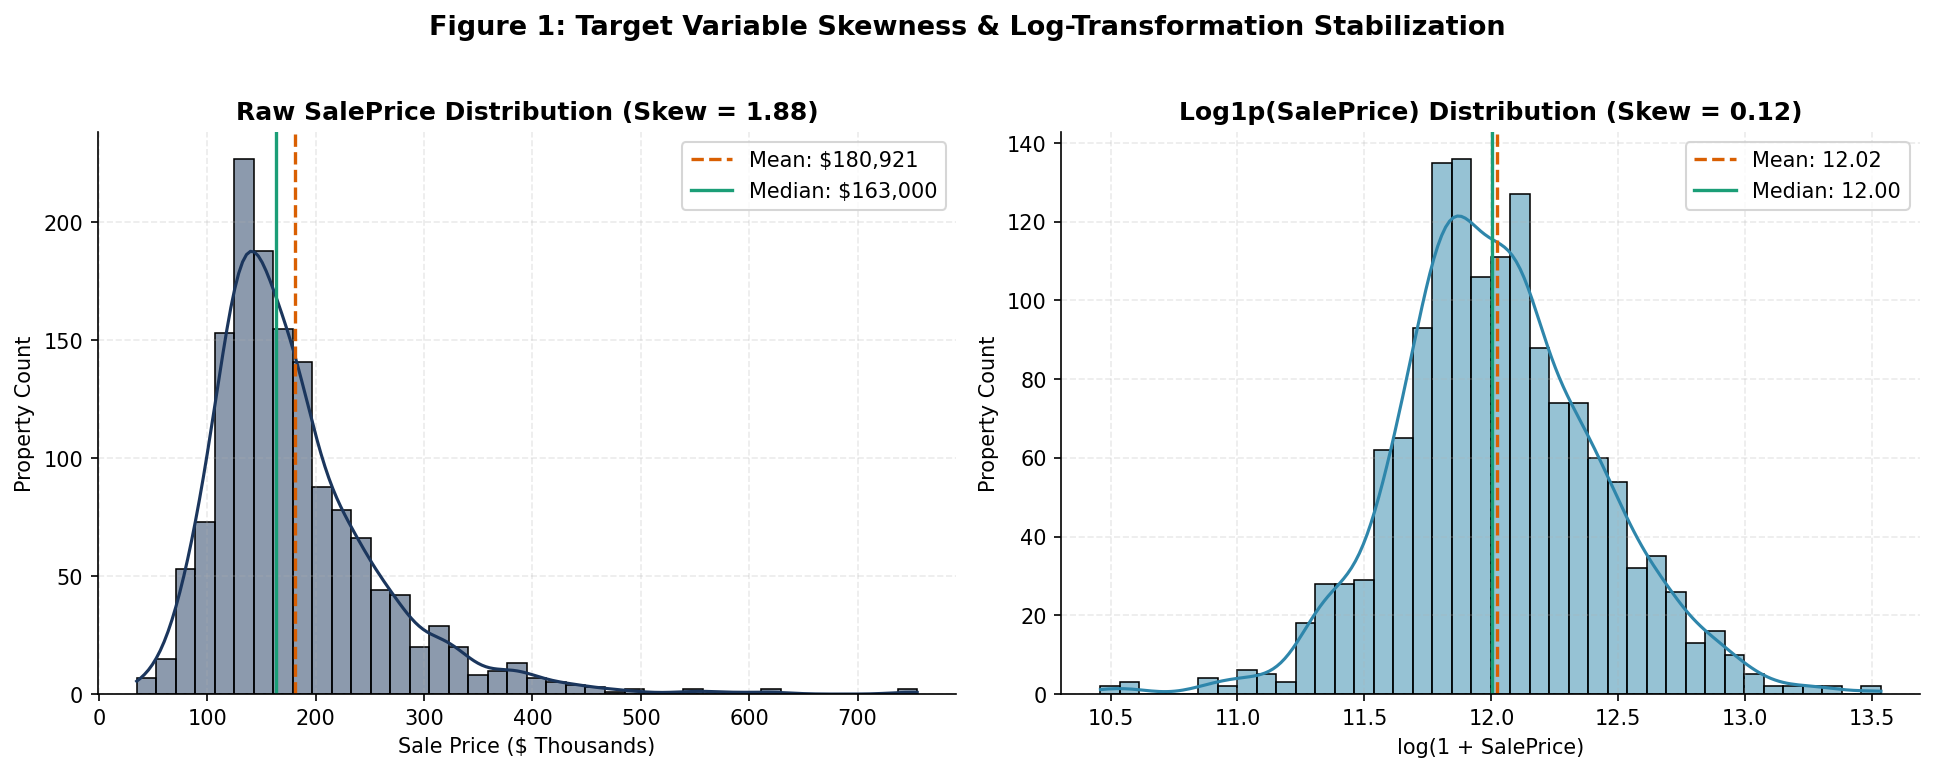 Figure 1: Target Variable Skewness & Log-Transformation Stabilization
Raw SalePrice Distribution (Skew = 1.88)
Mean: $180,921
Median: $163,000
Property Count
200
150
100
50
0
0 100 200 300 400 500 600 700
Sale Price ($ Thousands)
Log1p(SalePrice) Distribution (Skew = 0.12)
Mean: 12.02
Median: 12.00
Property Count
140
120
100
80
60
40
20
0
10.5 11.0 11.5 12.0 12.5 13.0 13.5
log(1 + SalePrice)